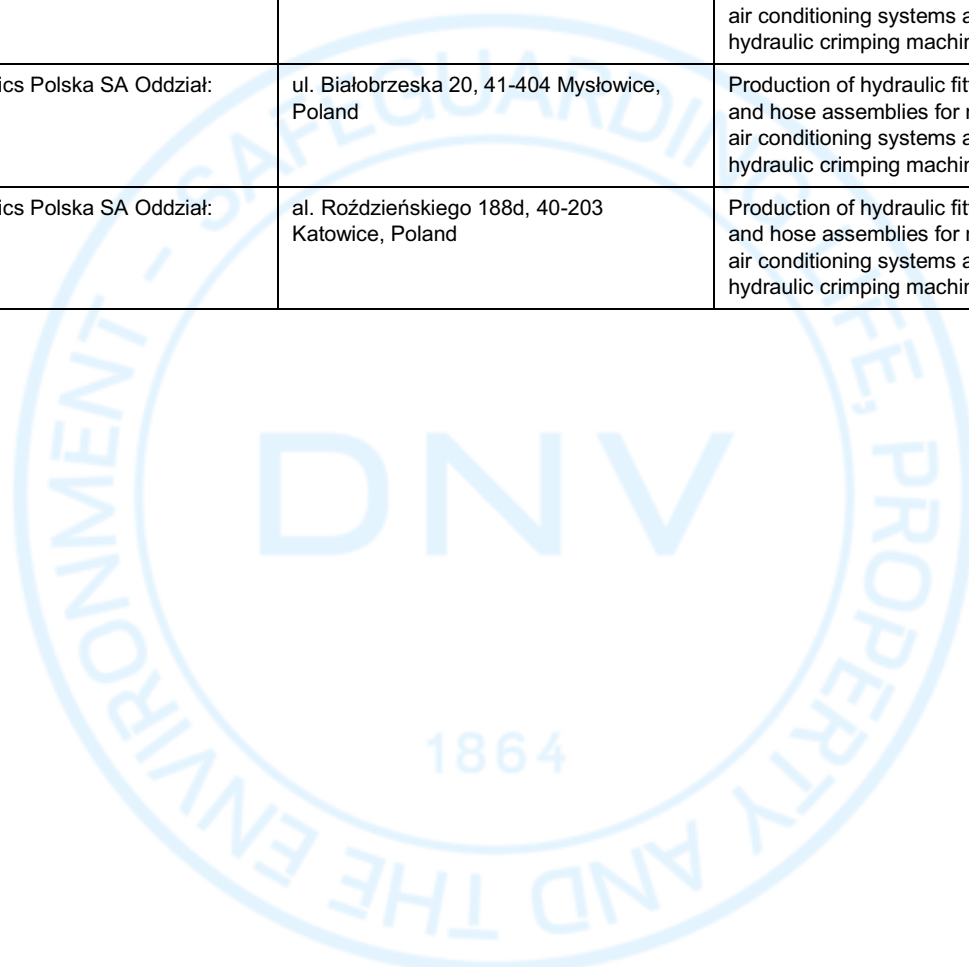 air conditioning systems a
hydraulic crimping machin
ics Polska SA Oddział:
ul. Białobrzeska 20, 41-404 Mysłowice,
Poland
Production of hydraulic fit
and hose assemblies for
air conditioning systems a
hydraulic crimping machin
ics Polska SA Oddział:
al. Roździeńskiego 188d, 40-203
Katowice, Poland
Production of hydraulic fit
and hose assemblies for
air conditioning systems a
hydraulic crimping machin
SAFEGUARDING LIFE, PROPERTY AND THE ENVIRONMENT -
DNV
1864